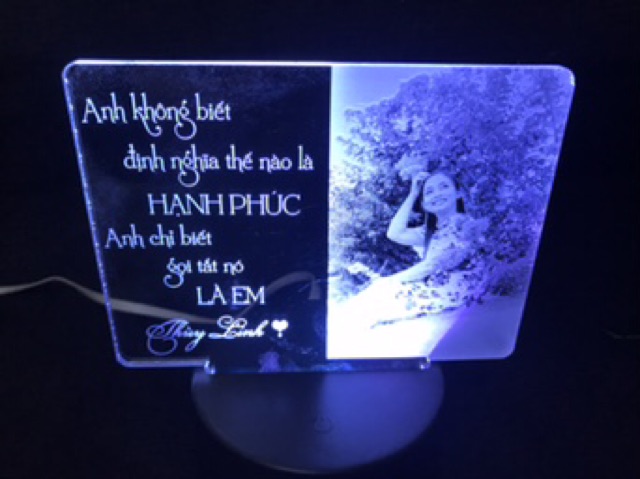 Anh không biết
định nghĩa thế nào là
HẠNH PHÚC
Anh chỉ biết
gọi tắt nó
LÀ EM
Thùy Linh